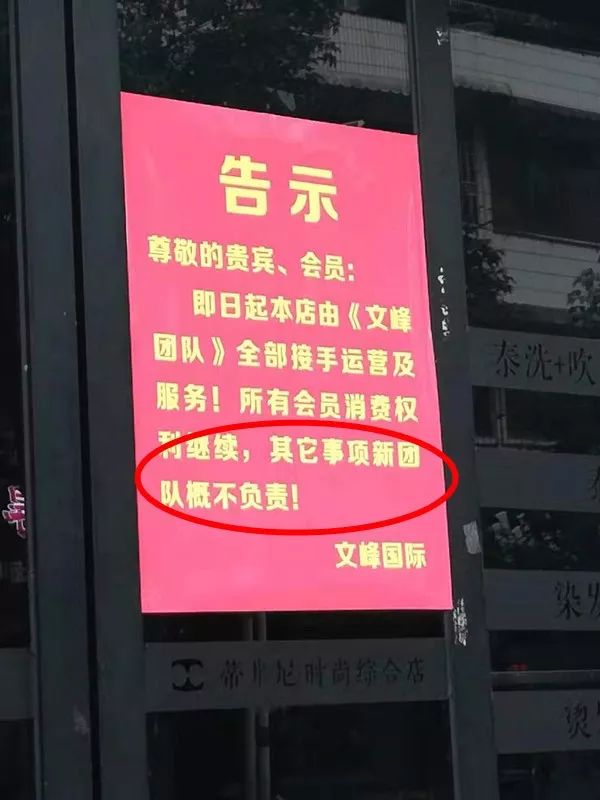 告示
尊敬的贵宾、会员：
即日起本店由《文峰
团队》全部接手运营及
服务！所有会员消费权
利继续，其它事项新团
队概不负责！
文峰国际
泰洗+吹
染发
烫
时尚综合店